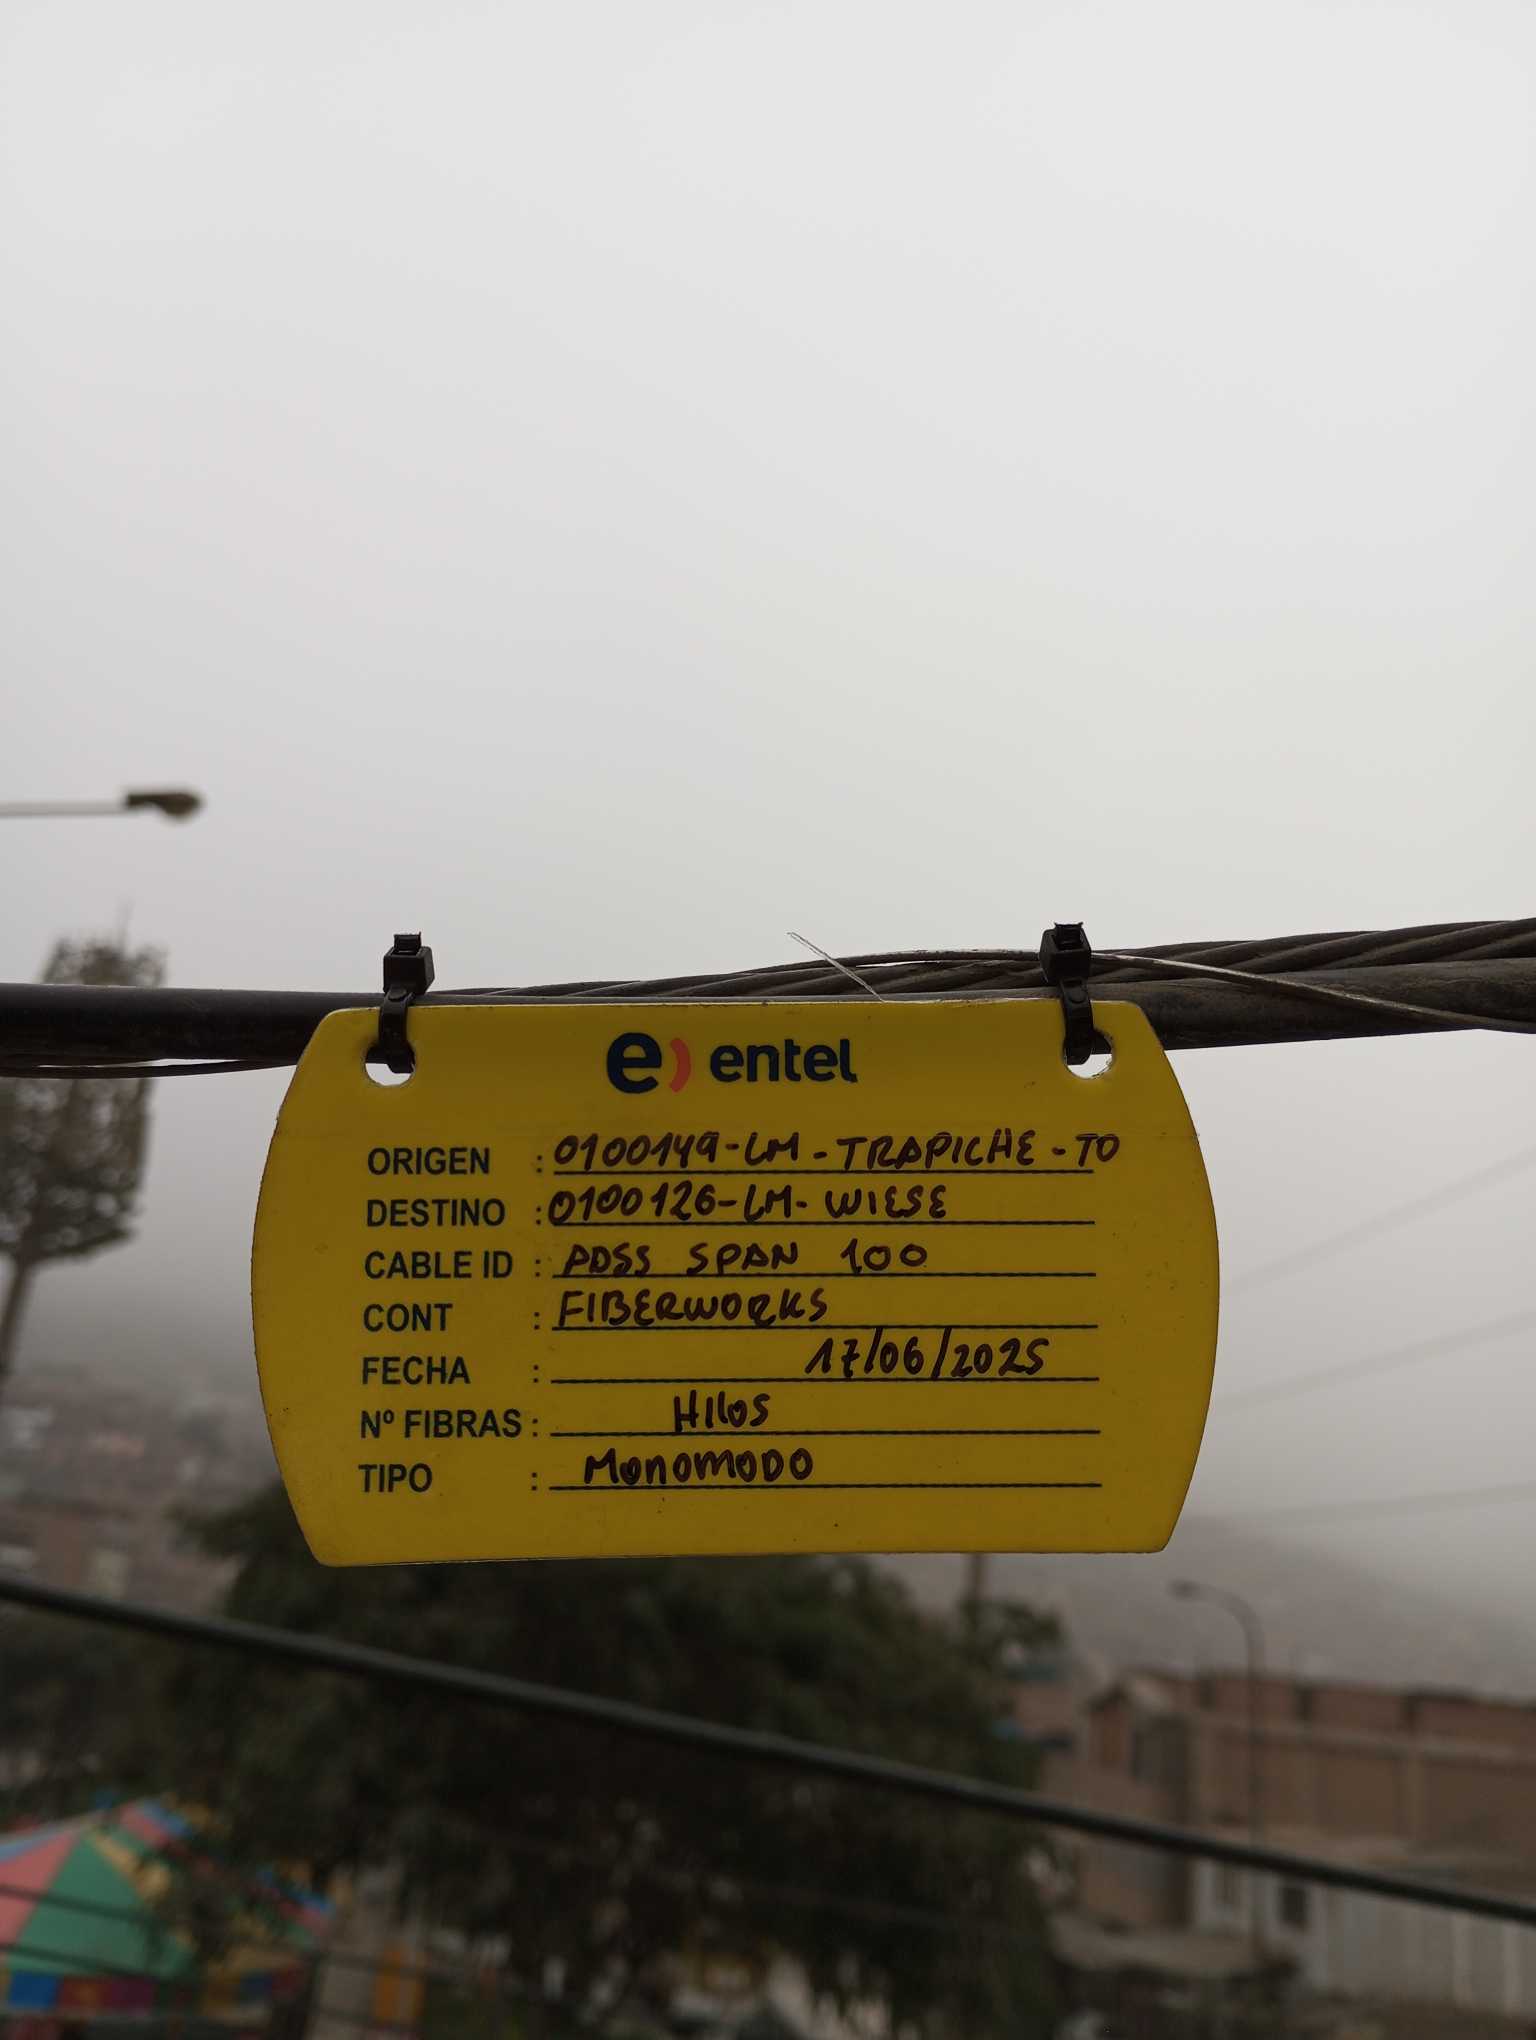 e) entel
ORIGEN : 0100149-LM-TRAPICHE-TO
DESTINO : 0100126-LM-WIESE
CABLE ID : ADSS SPAN 100
CONT : FIBERWORKS
FECHA : 17/06/2025
Nº FIBRAS : Hilos
TIPO : MONOMODO